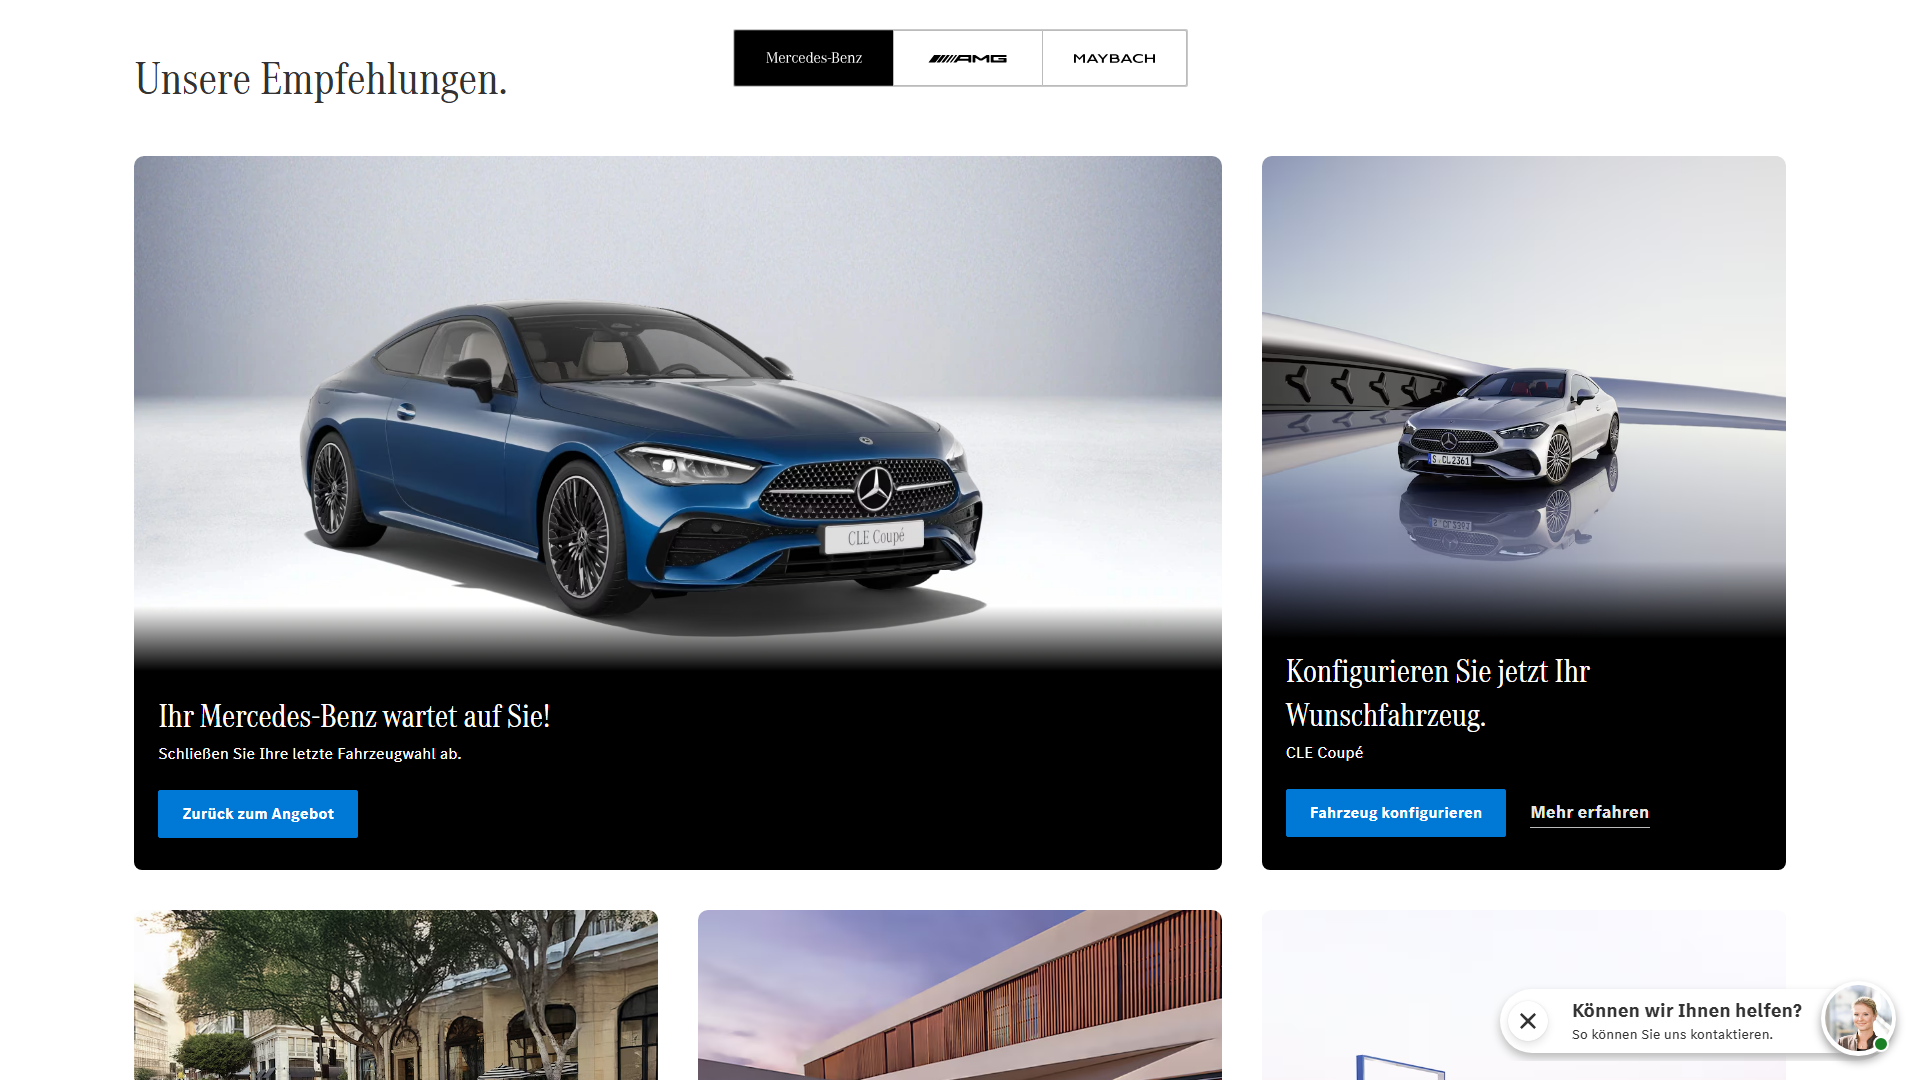 Unsere Empfehlungen.
Mercedes-Benz
AMG
MAYBACH
CLE Coupé
S CL2361
Ihr Mercedes-Benz wartet auf Sie!
Schließen Sie Ihre letzte Fahrzeugwahl ab.
Zurück zum Angebot
Konfigurieren Sie jetzt Ihr
Wunschfahrzeug.
CLE Coupé
Fahrzeug konfigurieren
Mehr erfahren
Können wir Ihnen helfen?
So können Sie uns kontaktieren.